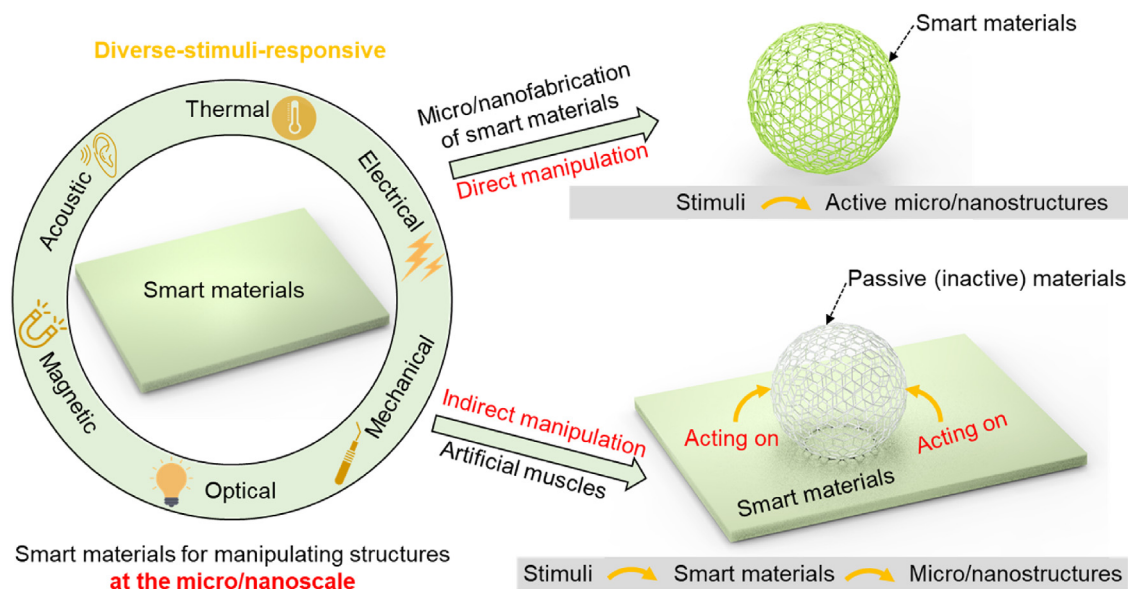 Diverse-stimuli-responsive
Thermal
Electrical
Mechanical
Optical
Magnetic
Acoustic
Smart materials
Smart materials for manipulating structures
at the micro/nanoscale
Micro/nanofabrication
of smart materials
Direct manipulation
Smart materials
Stimuli Active micro/nanostructures
Indirect manipulation
Artificial muscles
Passive (inactive) materials
Acting on
Acting on
Smart materials
Stimuli Smart materials Micro/nanostructures